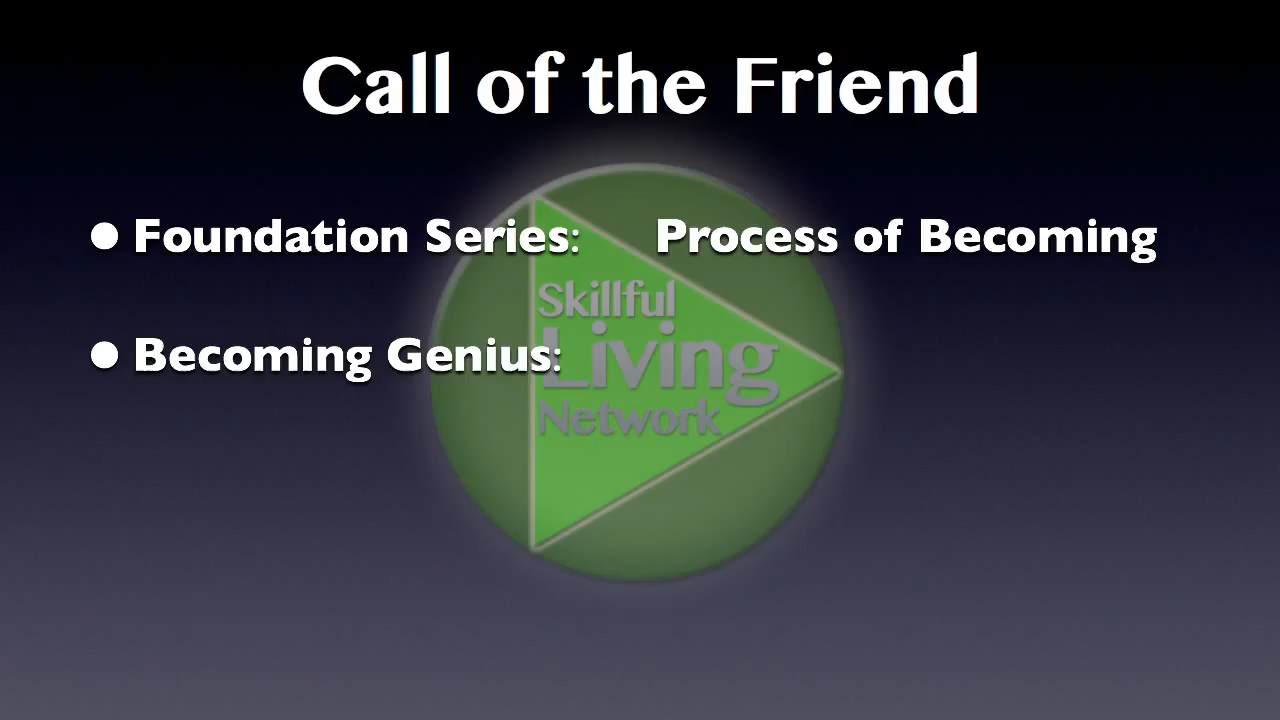 Call of the Friend
● Foundation Series: Process of Becoming
● Becoming Genius:
Skillful
Living
Network